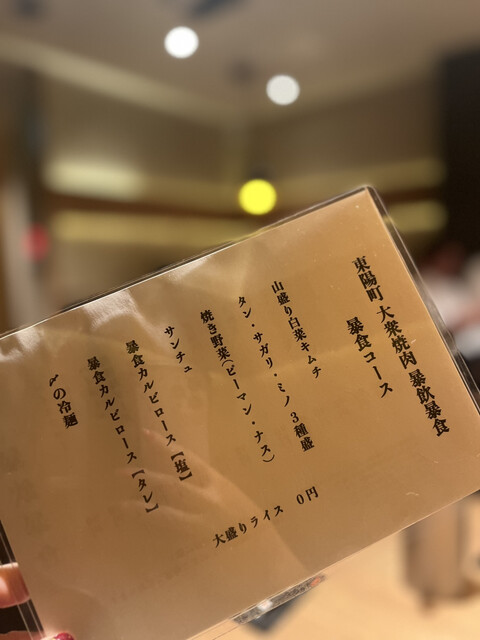 東陽町 大衆焼肉 暴飲暴食
暴食コース
山盛り白菜キムチ
タン・サガリ・ミノ3種盛
焼き野菜(ピーマン・ナス)
サンチュ
暴食カルビロース【塩】
暴食カルビロース【タレ】
〆の冷麺
大盛りライス 0円